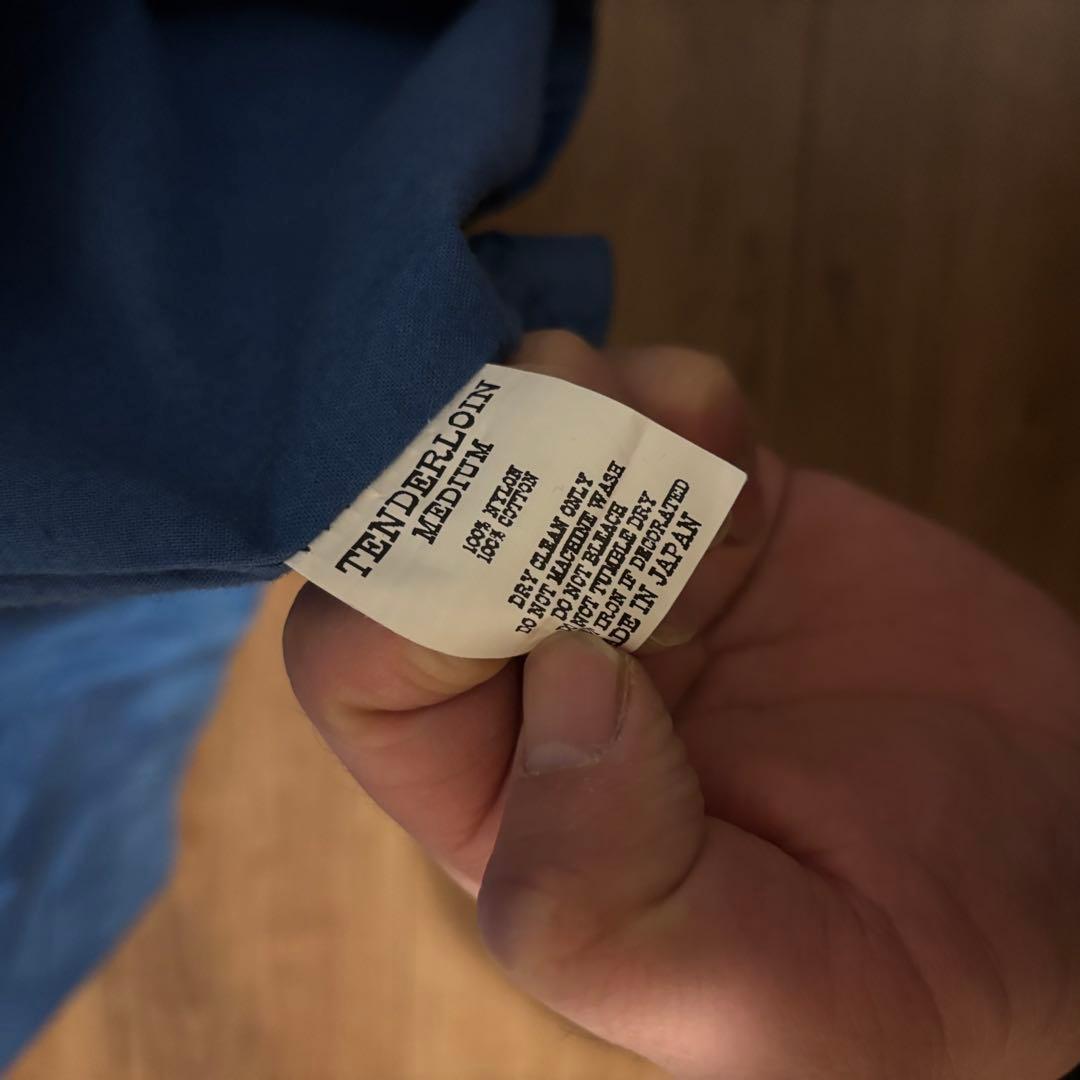 TENDERLOIN
MEDIUM
100% NYLON
100% COTTON
DRY CLEAN ONLY
DO NOT MACHINE WASH
DO NOT BLEACH
NOT TUMBLE DRY
IRON IF DECORATED
IN JAPAN